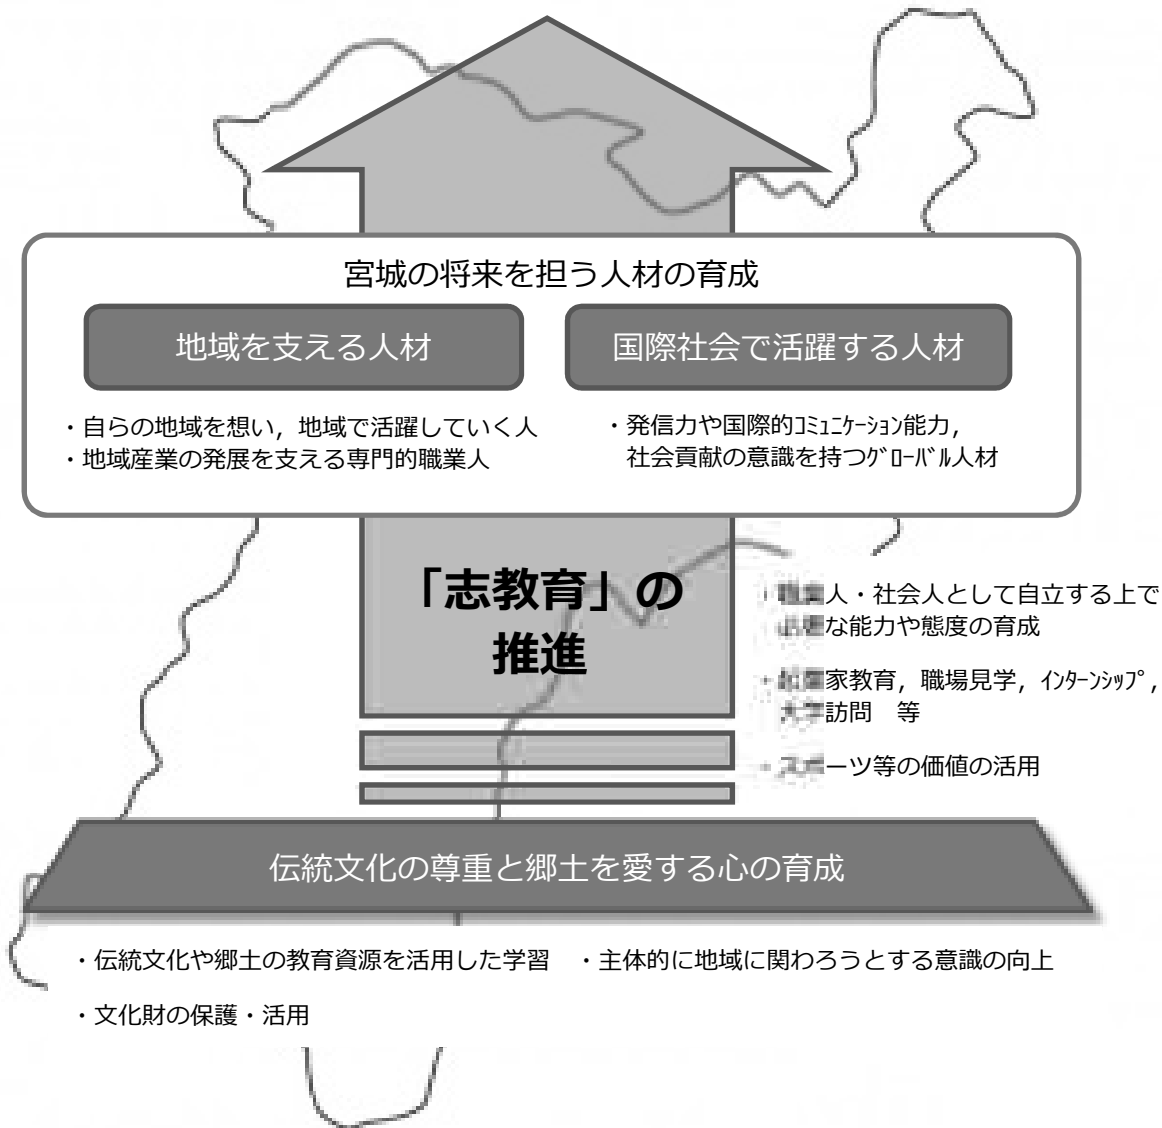 宮城の将来を担う人材の育成
地域を支える人材
国際社会で活躍する人材
・自らの地域を想い，地域で活躍していく人
・地域産業の発展を支える専門的職業人
・発信力や国際的ｺﾐｭﾆｹｰｼｮﾝ能力，
社会貢献の意識を持つｸﾞﾛｰﾊﾞﾙ人材
「志教育」の
推進
・職業人・社会人として自立する上で
必要な能力や態度の育成
・起業家教育，職場見学，ｲﾝﾀｰﾝｼｯﾌﾟ，
大学訪問　等
・スポーツ等の価値の活用
伝統文化の尊重と郷土を愛する心の育成
・伝統文化や郷土の教育資源を活用した学習　・主体的に地域に関わろうとする意識の向上
・文化財の保護・活用